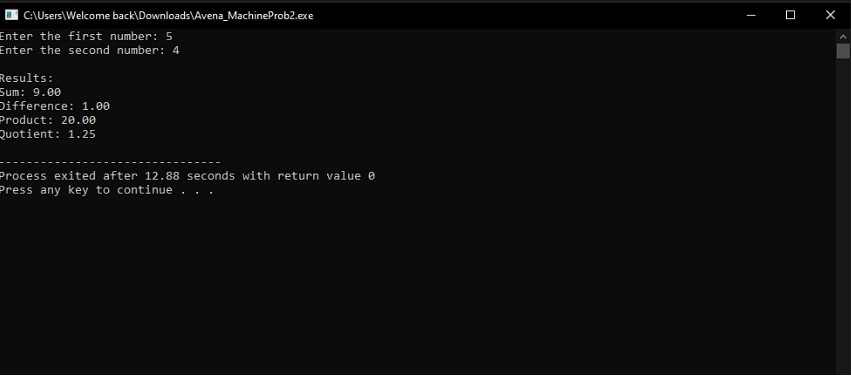 C:\Users\Welcome back\Downloads\Avena_MachineProb2.exe
Enter the first number: 5
Enter the second number: 4
Results:
Sum: 9.00
Difference: 1.00
Product: 20.00
Quotient: 1.25
--------------------------------
Process exited after 12.88 seconds with return value 0
Press any key to continue . . .